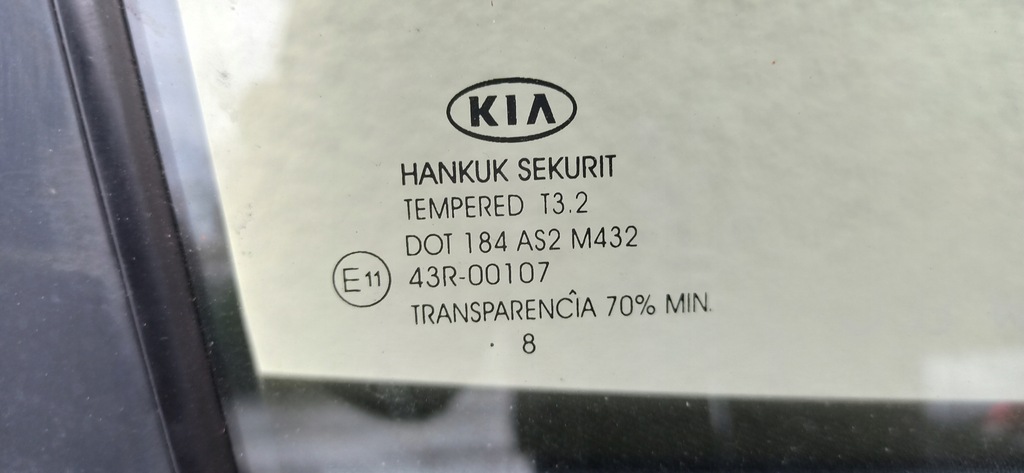 KIA
HANKUK SEKURIT
TEMPERED T3.2
DOT 184 AS2 M432
E11 43R-00107
TRANSPARENCÎA 70% MIN.
. 8